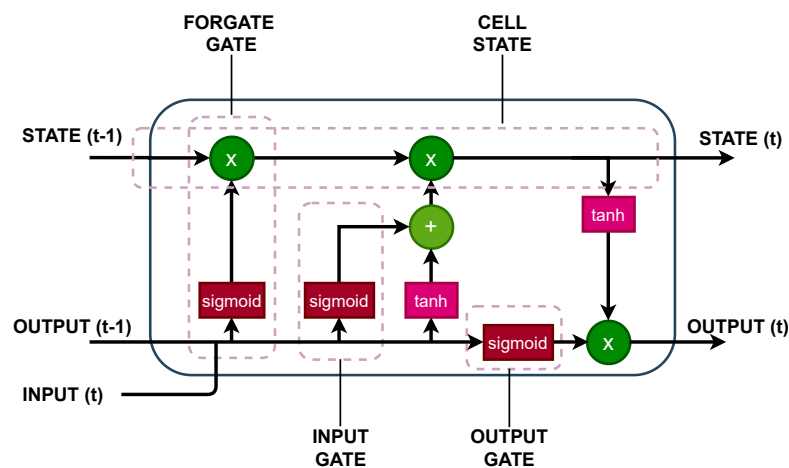 FORGATE
GATE
CELL
STATE
STATE (t-1)
x
x
STATE (t)
tanh
+
sigmoid
sigmoid
tanh
OUTPUT (t-1)
sigmoid
x
OUTPUT (t)
INPUT (t)
INPUT
GATE
OUTPUT
GATE